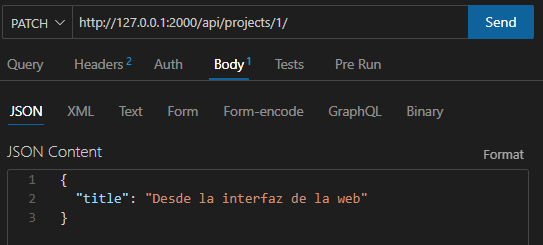 PATCH http://127.0.0.1:2000/api/projects/1/ Send
Query Headers 2 Auth Body 1 Tests Pre Run
JSON XML Text Form Form-encode GraphQL Binary
JSON Content Format
1 {
2 "title": "Desde la interfaz de la web"
3 }